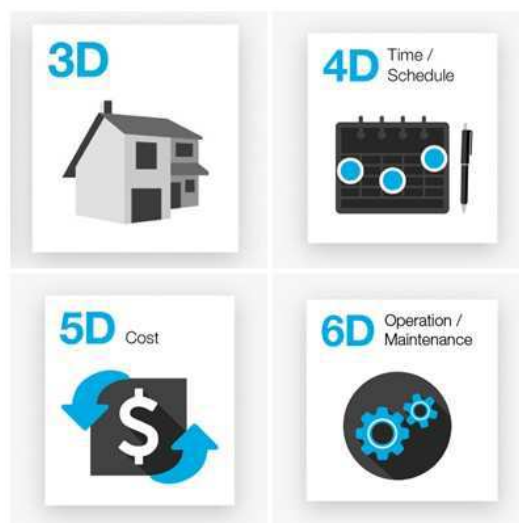 3D
4D Time /
Schedule
5D Cost
$
6D Operation /
Maintenance